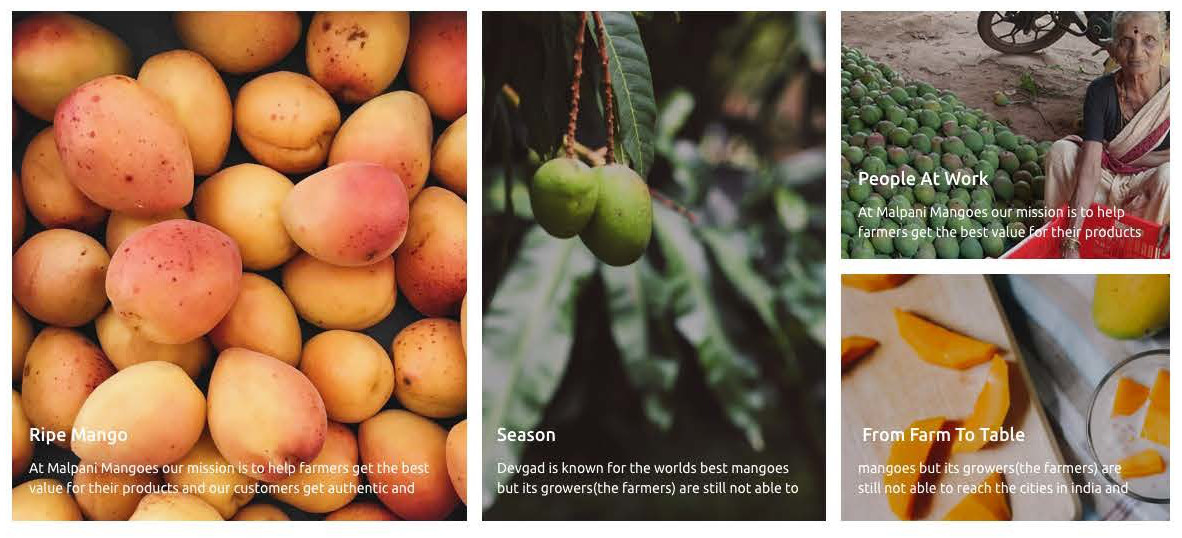 Ripe Mango
At Malpani Mangoes our mission is to help farmers get the best
value for their products and our customers get authentic and
Season
Devgad is known for the worlds best mangoes
but its growers(the farmers) are still not able to
People At Work
At Malpani Mangoes our mission is to help
farmers get the best value for their products
From Farm To Table
mangoes but its growers(the farmers) are
still not able to reach the cities in india and